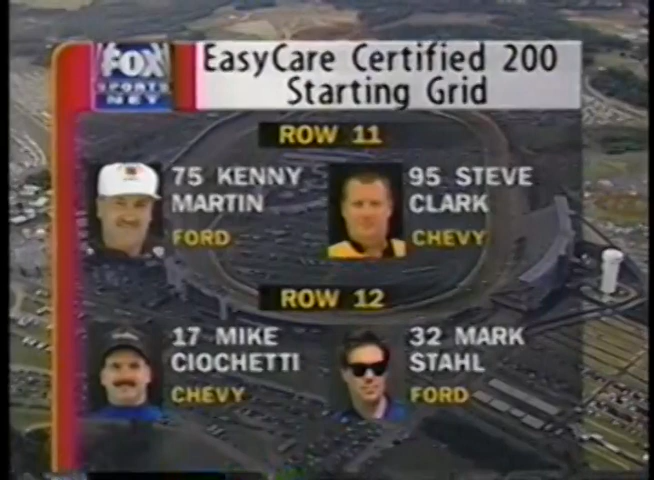 FOX
SPORTS
NET
EasyCare Certified 200
Starting Grid
ROW 11
75 KENNY
MARTIN
FORD
95 STEVE
CLARK
CHEVY
ROW 12
17 MIKE
CIOCHETTI
CHEVY
32 MARK
STAHL
FORD